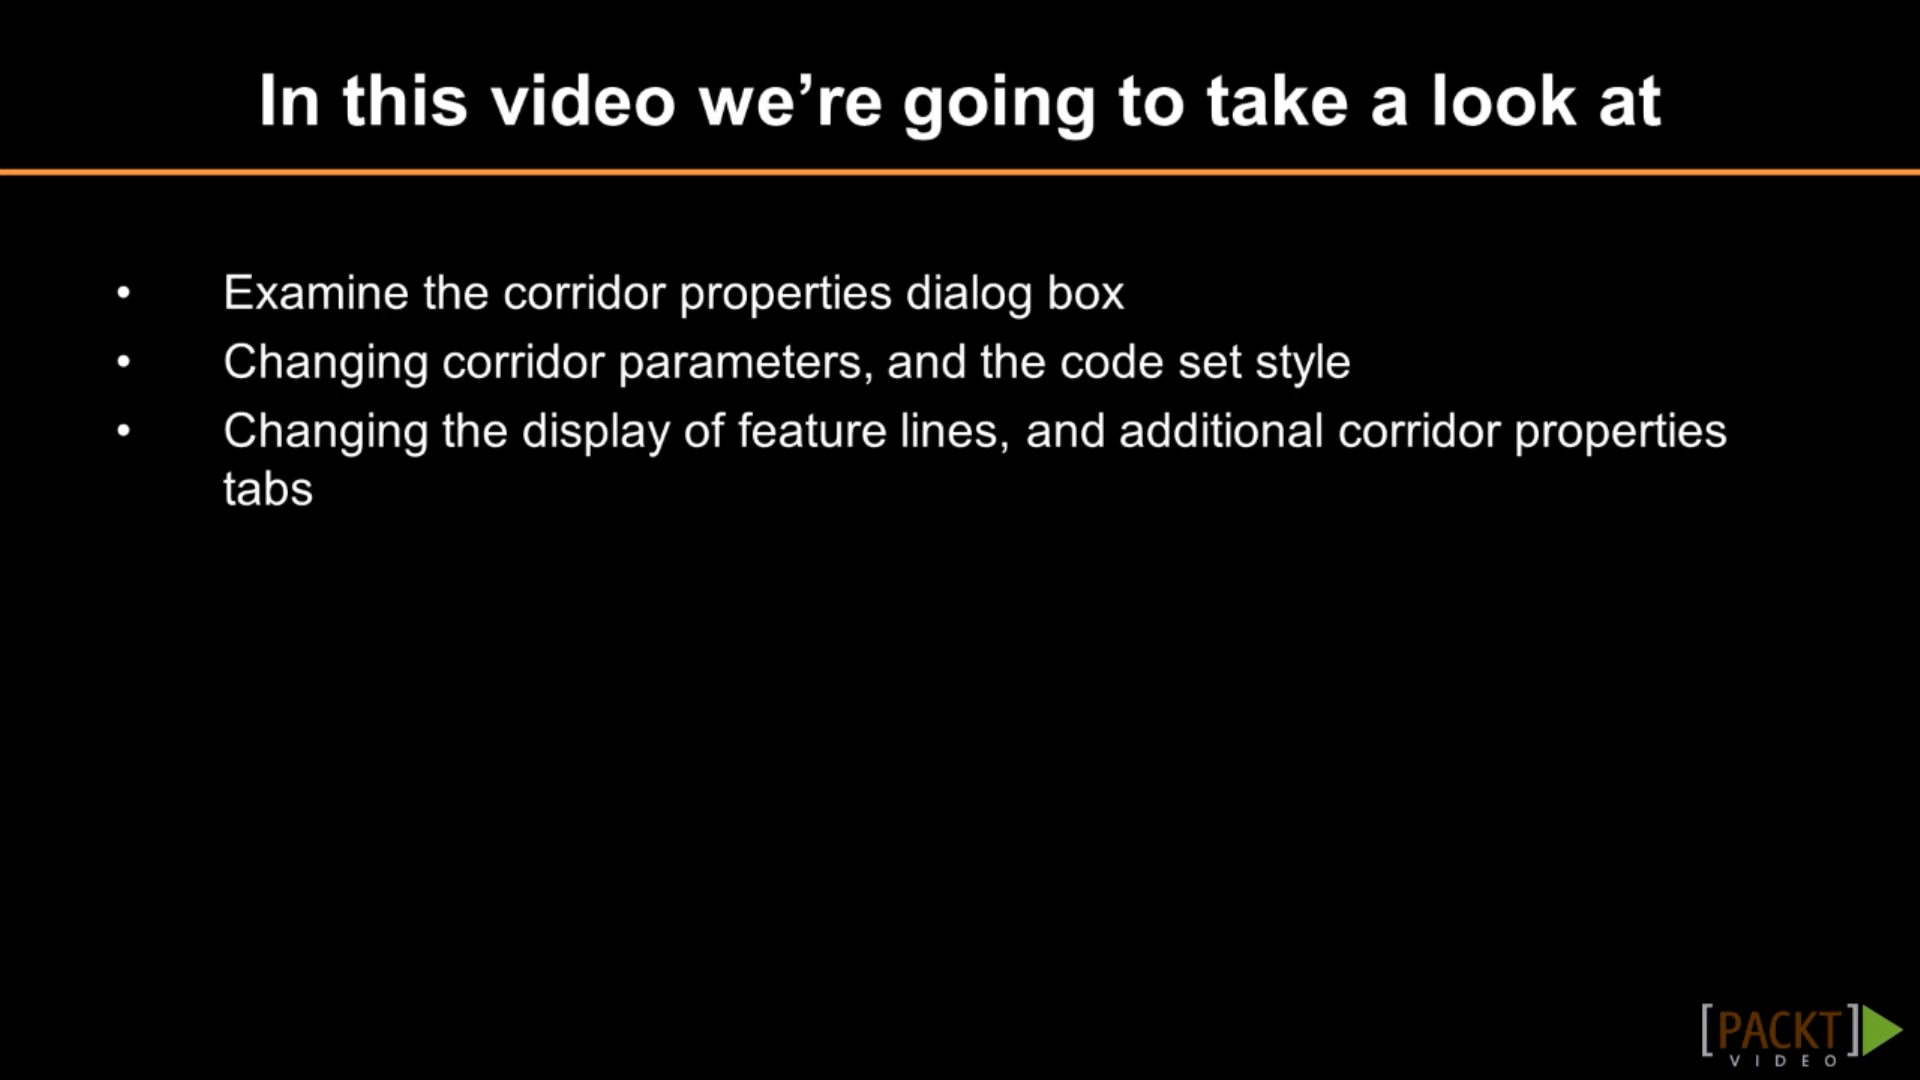 In this video we’re going to take a look at
• Examine the corridor properties dialog box
• Changing corridor parameters, and the code set style
• Changing the display of feature lines, and additional corridor properties
tabs
[PACKT]
VIDEO